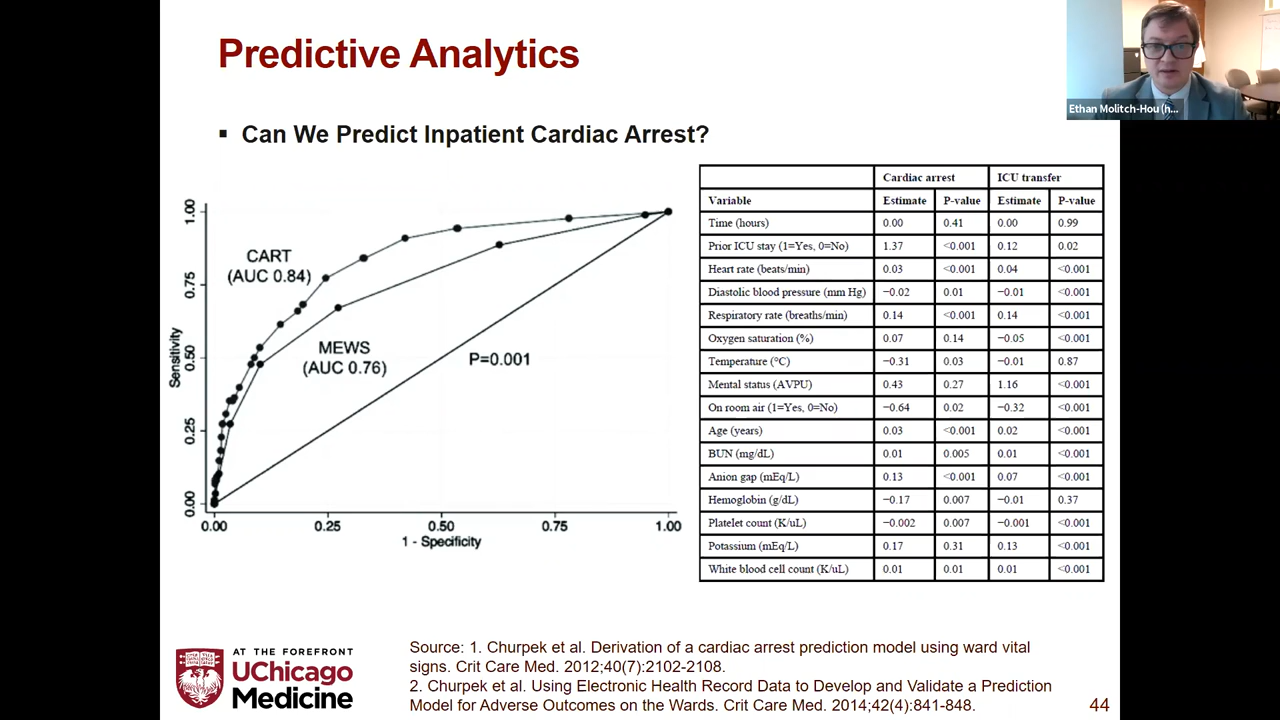 Predictive Analytics
Ethan Molitch-Hou (h...
▪ Can We Predict Inpatient Cardiac Arrest?
1.00
0.75
0.50
0.25
0.00
Sensitivity
CART
(AUC 0.84)
MEWS
(AUC 0.76)
P=0.001
0.00 0.25 0.50 0.75 1.00
1 - Specificity
Cardiac arrest ICU transfer
Variable Estimate P-value Estimate P-value
Time (hours) 0.00 0.41 0.00 0.99
Prior ICU stay (1=Yes, 0=No) 1.37 <0.001 0.12 0.02
Heart rate (beats/min) 0.03 <0.001 0.04 <0.001
Diastolic blood pressure (mm Hg) −0.02 0.01 −0.01 <0.001
Respiratory rate (breaths/min) 0.14 <0.001 0.14 <0.001
Oxygen saturation (%) 0.07 0.14 −0.05 <0.001
Temperature (°C) −0.31 0.03 −0.01 0.87
Mental status (AVPU) 0.43 0.27 1.16 <0.001
On room air (1=Yes, 0=No) −0.64 0.02 −0.32 <0.001
Age (years) 0.03 <0.001 0.02 <0.001
BUN (mg/dL) 0.01 0.005 0.01 <0.001
Anion gap (mEq/L) 0.13 <0.001 0.07 <0.001
Hemoglobin (g/dL) −0.17 0.007 −0.01 0.37
Platelet count (K/uL) −0.002 0.007 −0.001 <0.001
Potassium (mEq/L) 0.17 0.31 0.13 <0.001
White blood cell count (K/uL) 0.01 0.01 0.01 <0.001
AT THE FOREFRONT
UChicago
Medicine
Source: 1. Churpek et al. Derivation of a cardiac arrest prediction model using ward vital
signs. Crit Care Med. 2012;40(7):2102-2108.
2. Churpek et al. Using Electronic Health Record Data to Develop and Validate a Prediction
Model for Adverse Outcomes on the Wards. Crit Care Med. 2014;42(4):841-848.
44